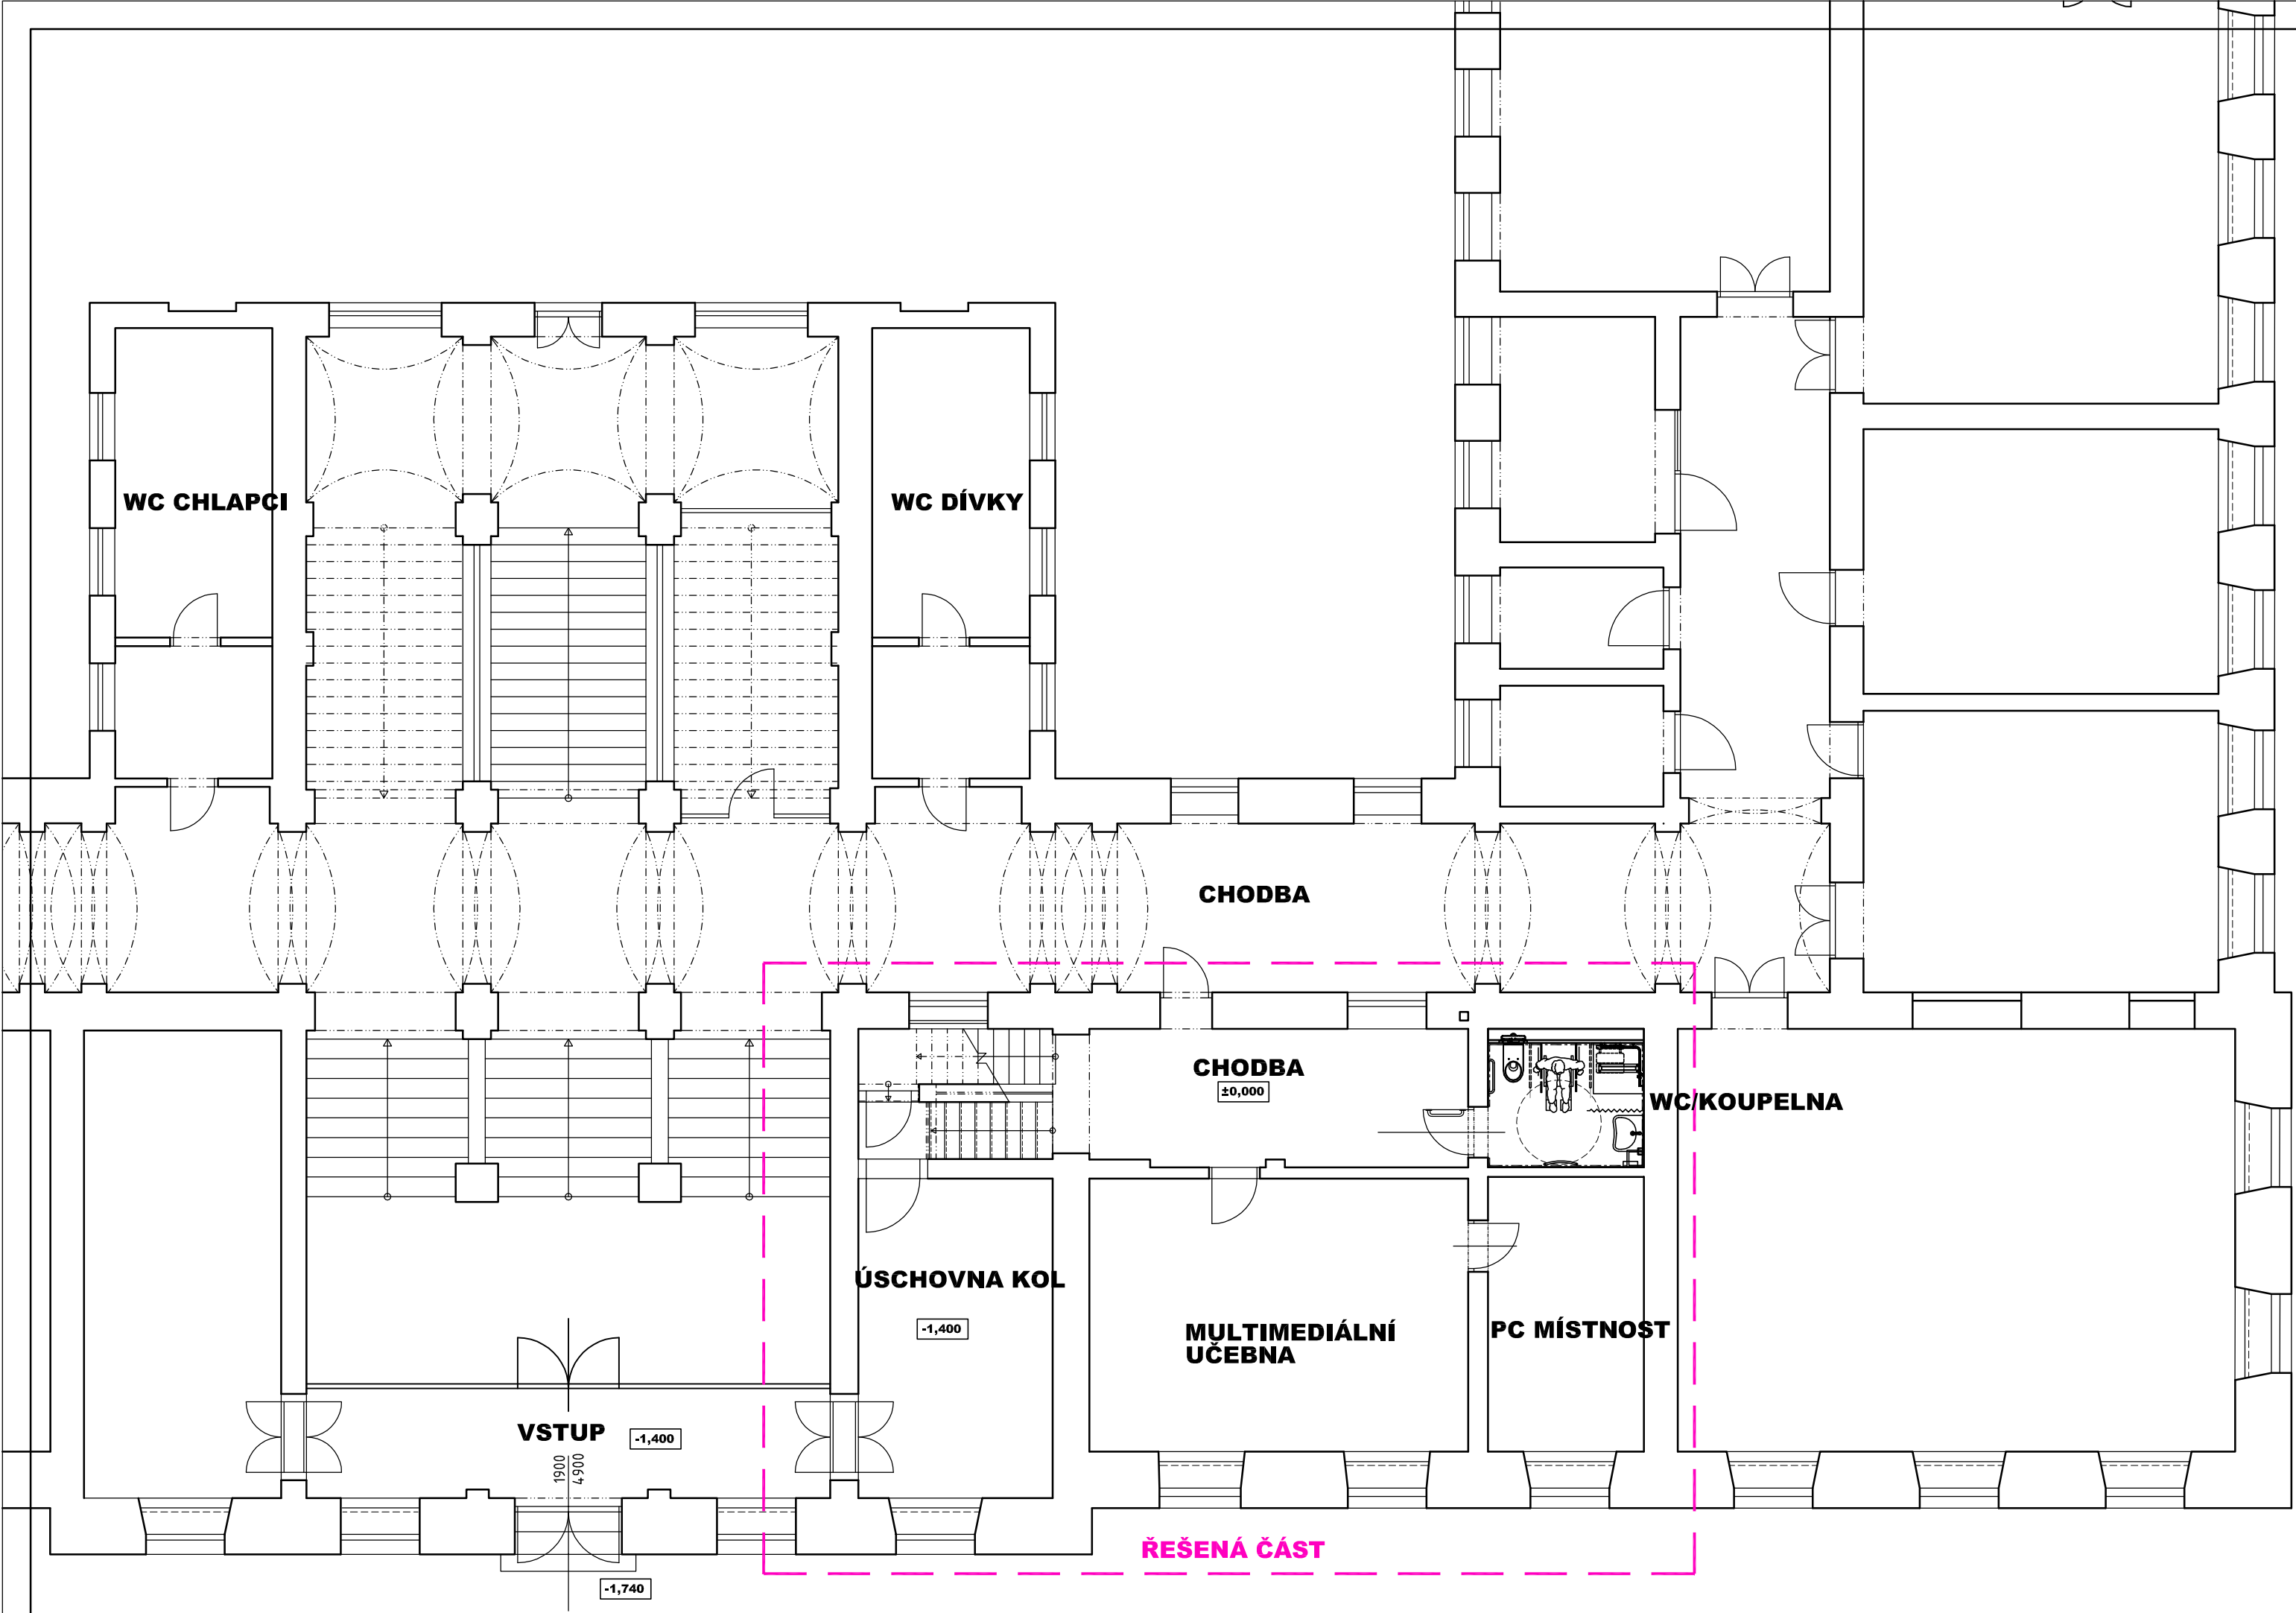 WC CHLAPCI
WC DÍVKY
CHODBA
CHODBA
±0,000
WC/KOUPELNA
ÚSCHOVNA KOL
-1,400
MULTIMEDIÁLNÍ
UČEBNA
PC MÍSTNOST
VSTUP
-1,400
1900
4900
ŘEŠENÁ ČÁST
-1,740